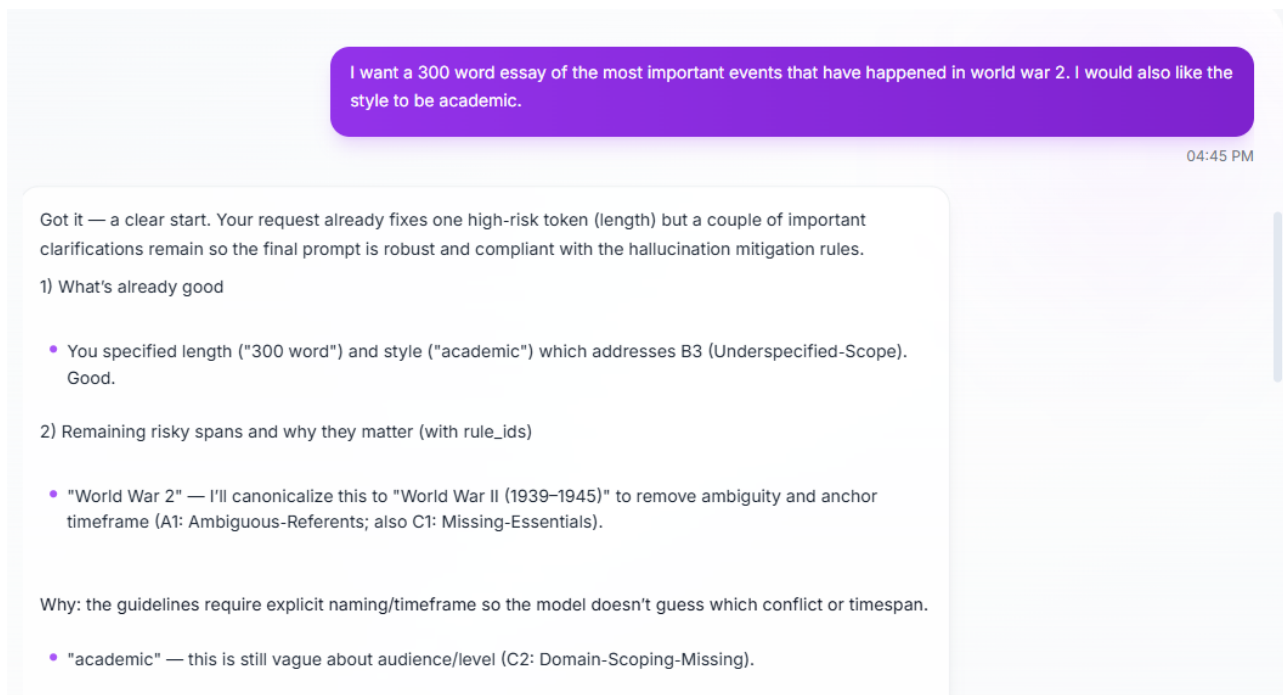 I want a 300 word essay of the most important events that have happened in world war 2. I would also like the
style to be academic.
04:45 PM
Got it — a clear start. Your request already fixes one high-risk token (length) but a couple of important
clarifications remain so the final prompt is robust and compliant with the hallucination mitigation rules.
1) What’s already good
• You specified length ("300 word") and style ("academic") which addresses B3 (Underspecified-Scope).
Good.
2) Remaining risky spans and why they matter (with rule_ids)
• "World War 2" — I’ll canonicalize this to "World War II (1939–1945)" to remove ambiguity and anchor
timeframe (A1: Ambiguous-Referents; also C1: Missing-Essentials).
Why: the guidelines require explicit naming/timeframe so the model doesn’t guess which conflict or timespan.
• "academic" — this is still vague about audience/level (C2: Domain-Scoping-Missing).